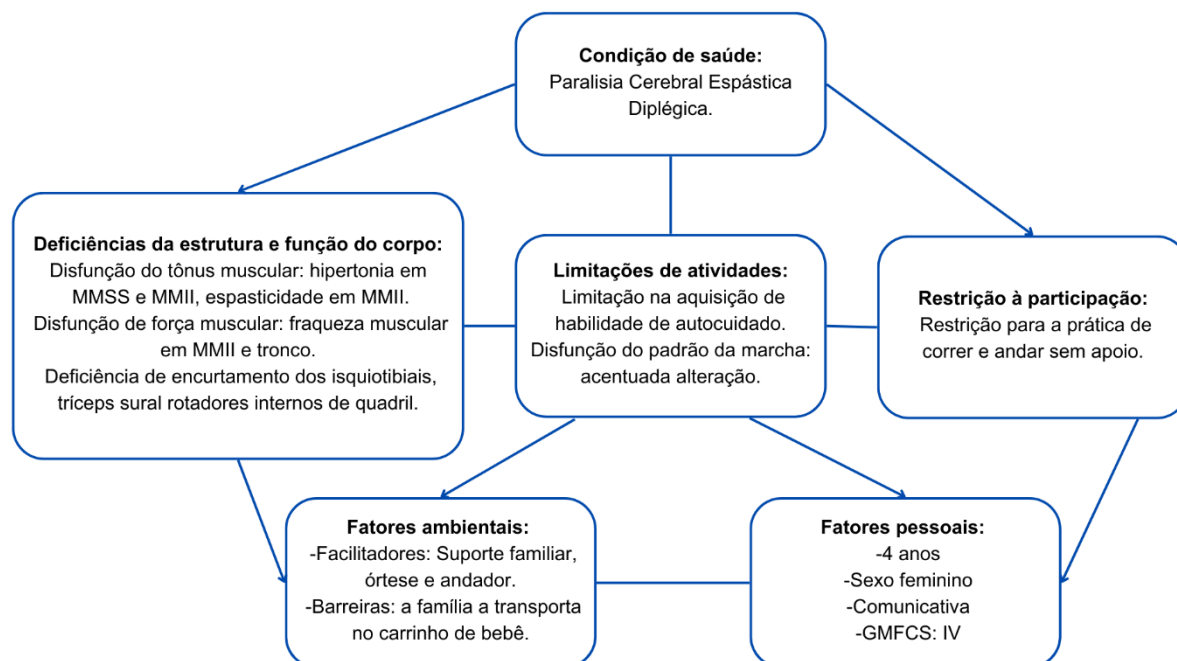 Condição de saúde:
Paralisia Cerebral Espástica
Diplégica.
Deficiências da estrutura e função do corpo:
Disfunção do tônus muscular: hipertonia em
MMSS e MMII, espasticidade em MMII.
Disfunção de força muscular: fraqueza muscular
em MMII e tronco.
Deficiência de encurtamento dos isquiotibiais,
tríceps sural rotadores internos de quadril.
Limitações de atividades:
Limitação na aquisição de
habilidade de autocuidado.
Disfunção do padrão da marcha:
acentuada alteração.
Restrição à participação:
Restrição para a prática de
correr e andar sem apoio.
Fatores ambientais:
-Facilitadores: Suporte familiar,
órtese e andador.
-Barreiras: a família a transporta
no carrinho de bebê.
Fatores pessoais:
-4 anos
-Sexo feminino
-Comunicativa
-GMFCS: IV